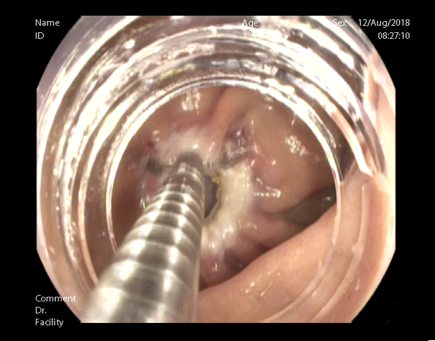 Name Age Sex 12/Aug/2018
ID 08:27:10
Comment
Dr.
Facility